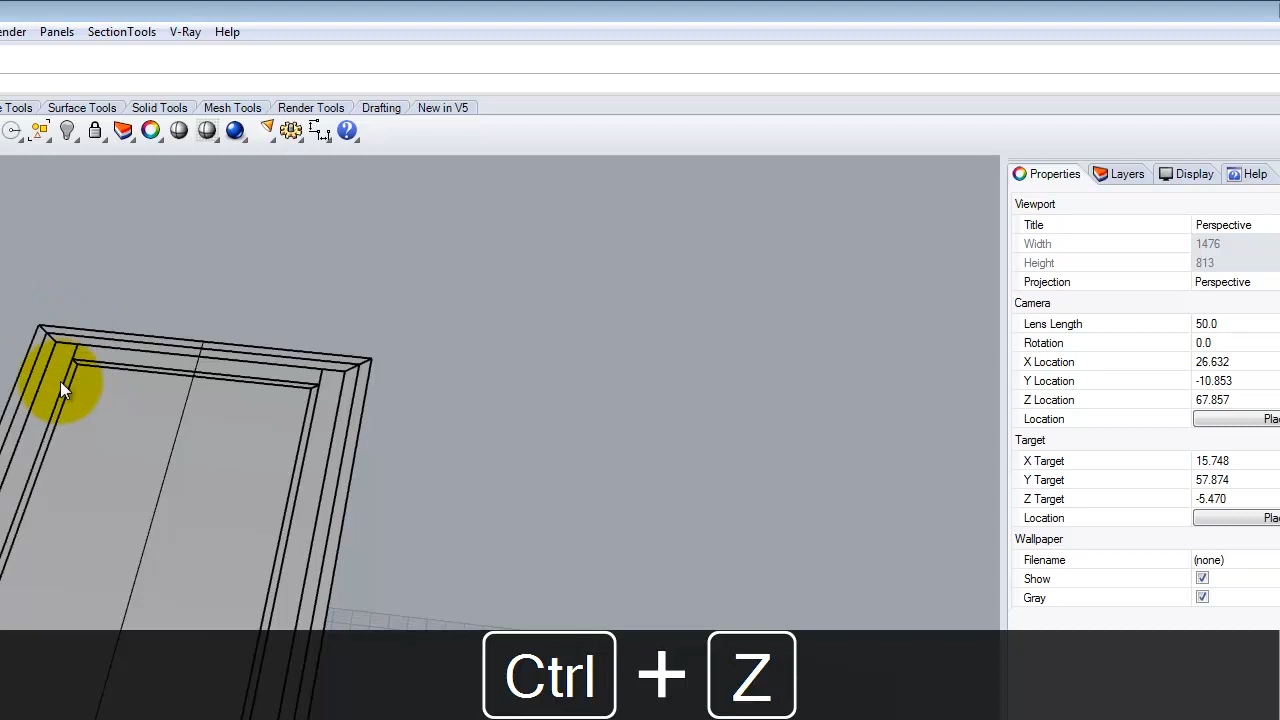 ender Panels SectionTools V-Ray Help
e Tools Surface Tools Solid Tools Mesh Tools Render Tools Drafting New in V5
Properties Layers Display Help
Viewport
Title Perspective
Width 1476
Height 813
Projection Perspective
Camera
Lens Length 50.0
Rotation 0.0
X Location 26.632
Y Location -10.853
Z Location 67.857
Location Pla
Target
X Target 15.748
Y Target 57.874
Z Target -5.470
Location Pla
Wallpaper
Filename (none)
Show
Gray
Ctrl + Z